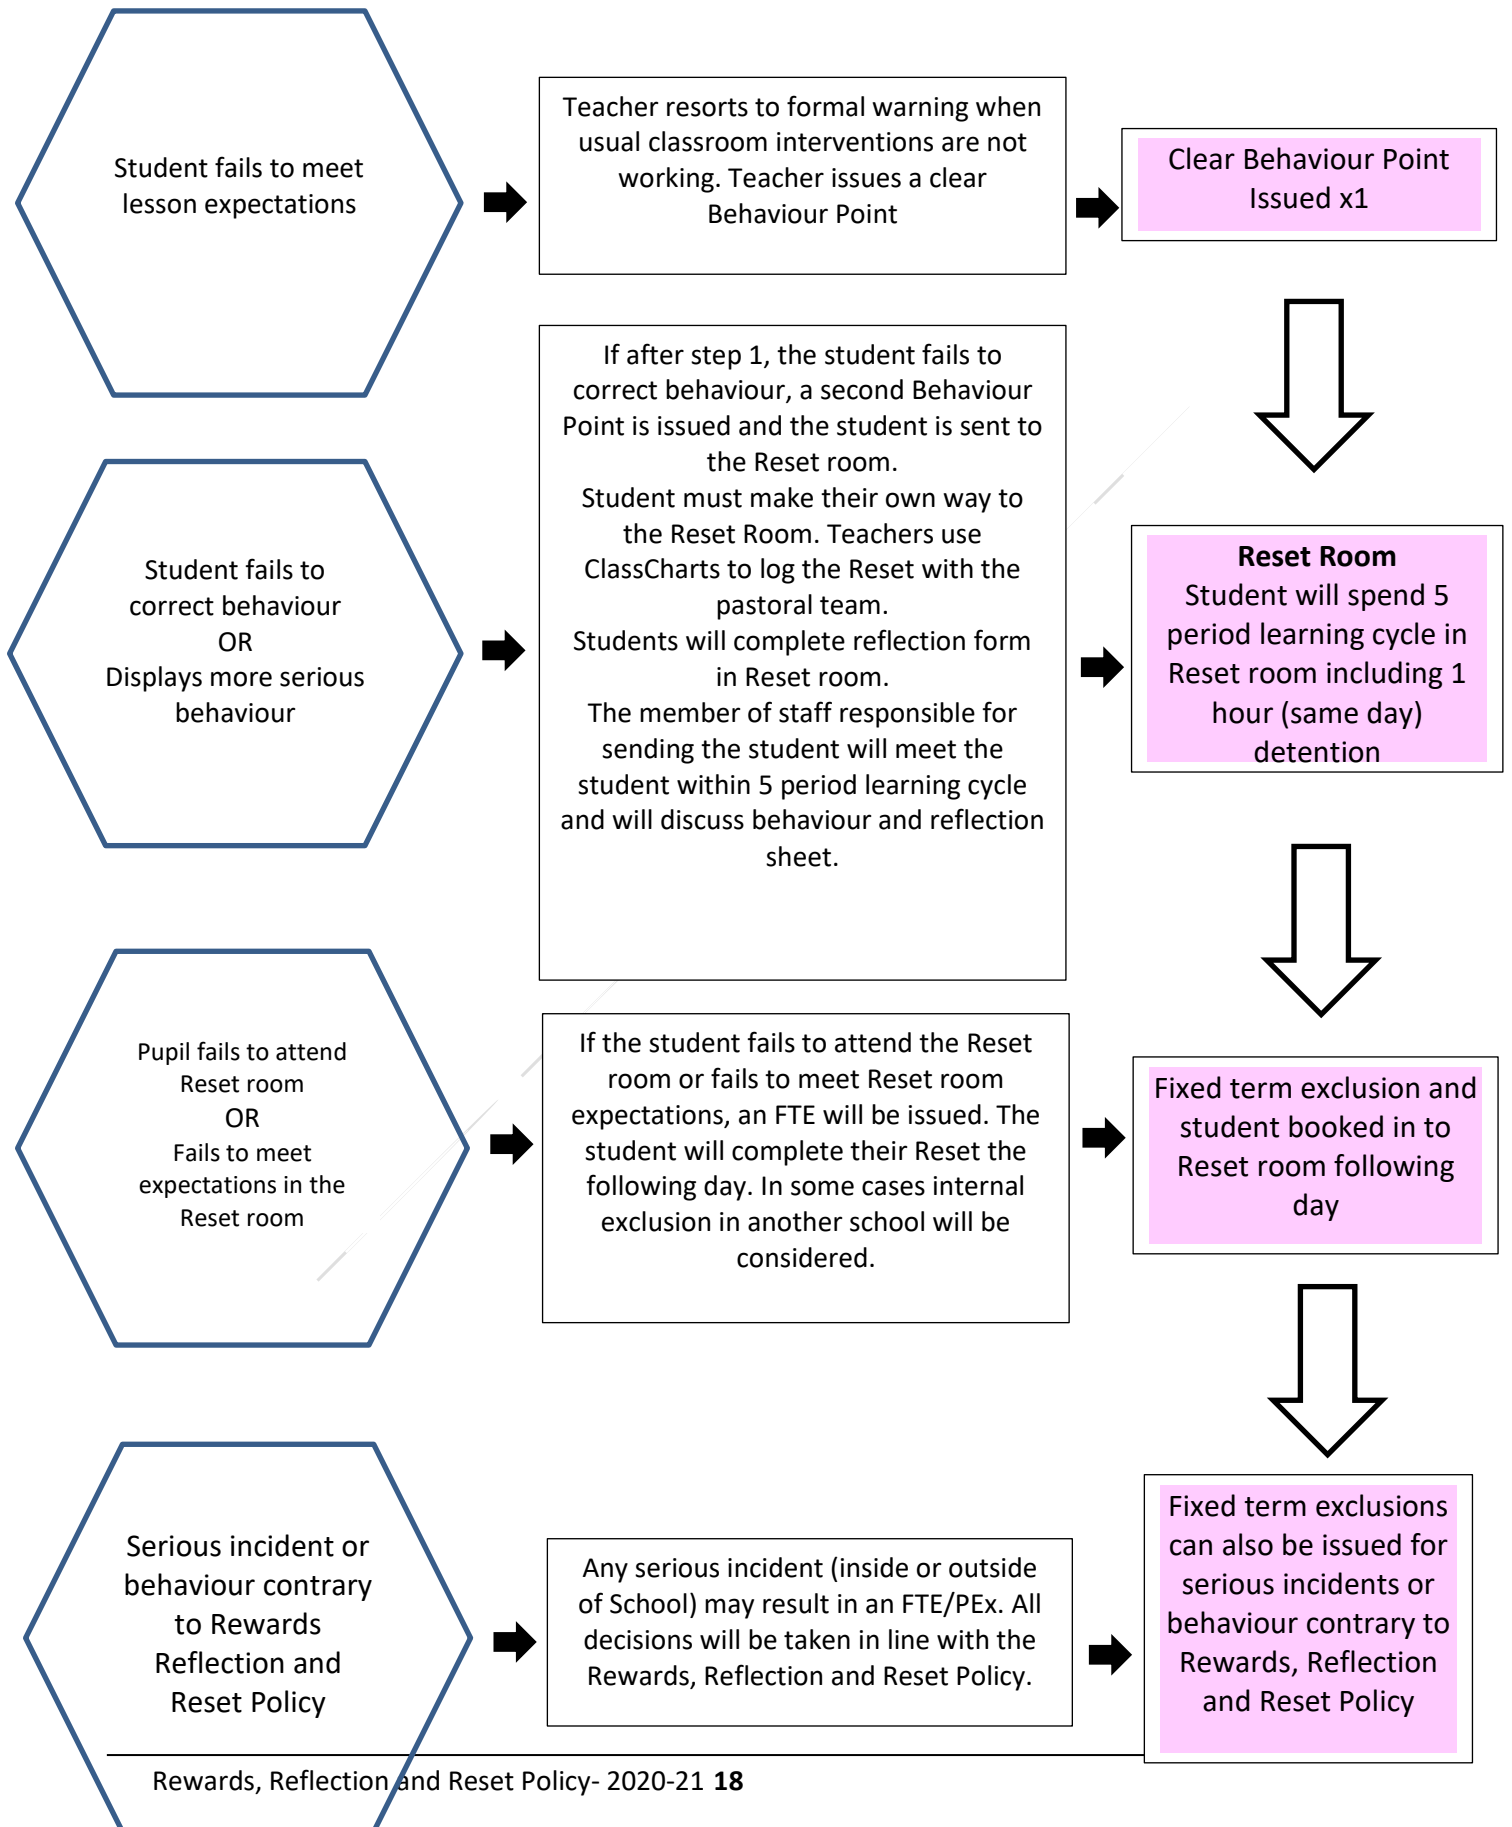 Student fails to meet
lesson expectations
Teacher resorts to formal warning when
usual classroom interventions are not
working. Teacher issues a clear
Behaviour Point
Clear Behaviour Point
Issued x1
Student fails to
correct behaviour
OR
Displays more serious
behaviour
If after step 1, the student fails to
correct behaviour, a second Behaviour
Point is issued and the student is sent to
the Reset room.
Student must make their own way to
the Reset Room. Teachers use
ClassCharts to log the Reset with the
pastoral team.
Students will complete reflection form
in Reset room.
The member of staff responsible for
sending the student will meet the
student within 5 period learning cycle
and will discuss behaviour and reflection
sheet.
Reset Room
Student will spend 5
period learning cycle in
Reset room including 1
hour (same day)
detention
Pupil fails to attend
Reset room
OR
Fails to meet
expectations in the
Reset room
If the student fails to attend the Reset
room or fails to meet Reset room
expectations, an FTE will be issued. The
student will complete their Reset the
following day. In some cases internal
exclusion in another school will be
considered.
Fixed term exclusion and
student booked in to
Reset room following
day
Serious incident or
behaviour contrary
to Rewards
Reflection and
Reset Policy
Any serious incident (inside or outside
of School) may result in an FTE/PEx. All
decisions will be taken in line with the
Rewards, Reflection and Reset Policy.
Fixed term exclusions
can also be issued for
serious incidents or
behaviour contrary to
Rewards, Reflection
and Reset Policy
Rewards, Reflection and Reset Policy- 2020-21 18